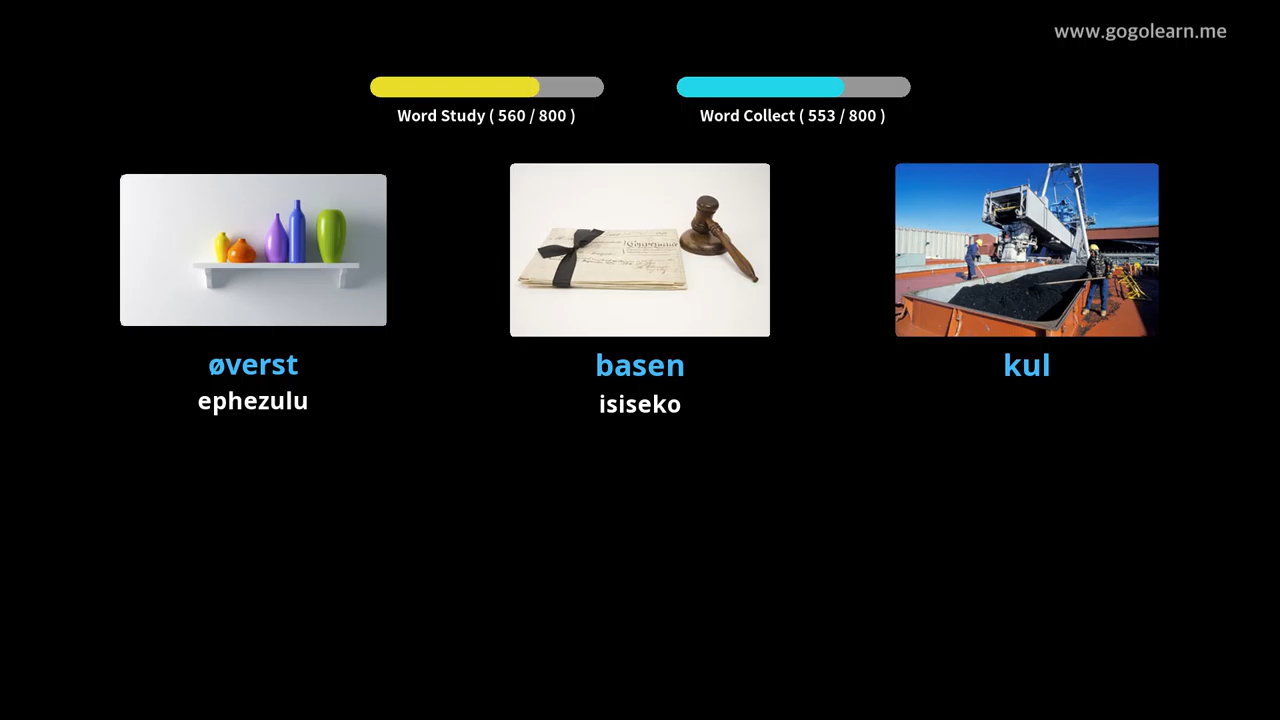 www.gogolearn.me
Word Study ( 560 / 800 )
Word Collect ( 553 / 800 )
øverst
basen
kul
ephezulu
isiseko